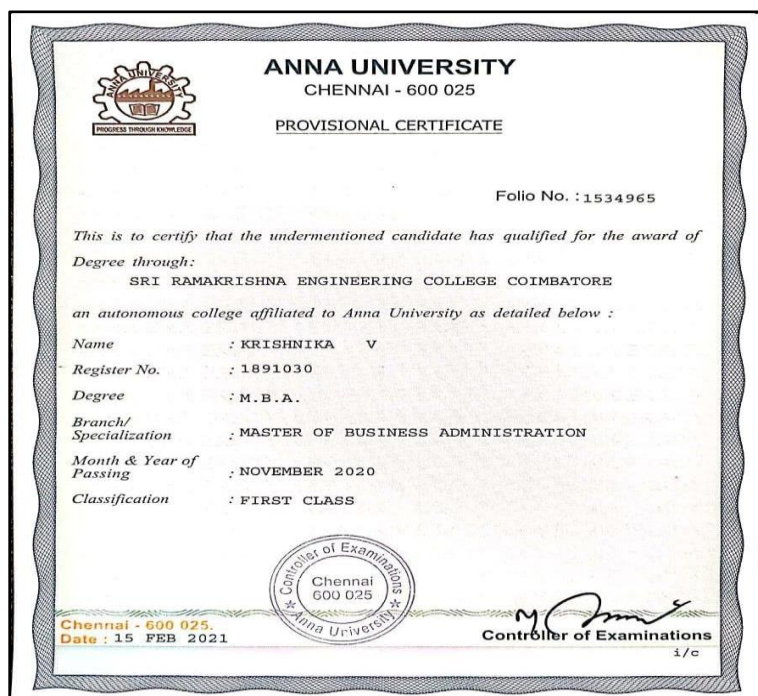 ANNA UNIVERSITY
PROGRESS THROUGH KNOWLEDGE
ANNA UNIVERSITY
CHENNAI - 600 025
PROVISIONAL CERTIFICATE
Folio No. : 1534965
This is to certify that the undermentioned candidate has qualified for the award of
Degree through:
SRI RAMAKRISHNA ENGINEERING COLLEGE COIMBATORE
an autonomous college affiliated to Anna University as detailed below :
Name : KRISHNIKA V
Register No. : 1891030
Degree : M.B.A.
Branch/
Specialization : MASTER OF BUSINESS ADMINISTRATION
Month & Year of
Passing : NOVEMBER 2020
Classification : FIRST CLASS
Controller of Examinations
Chennai
600 025
Anna University
Chennai - 600 025.
Date : 15 FEB 2021
Controller of Examinations
i/c